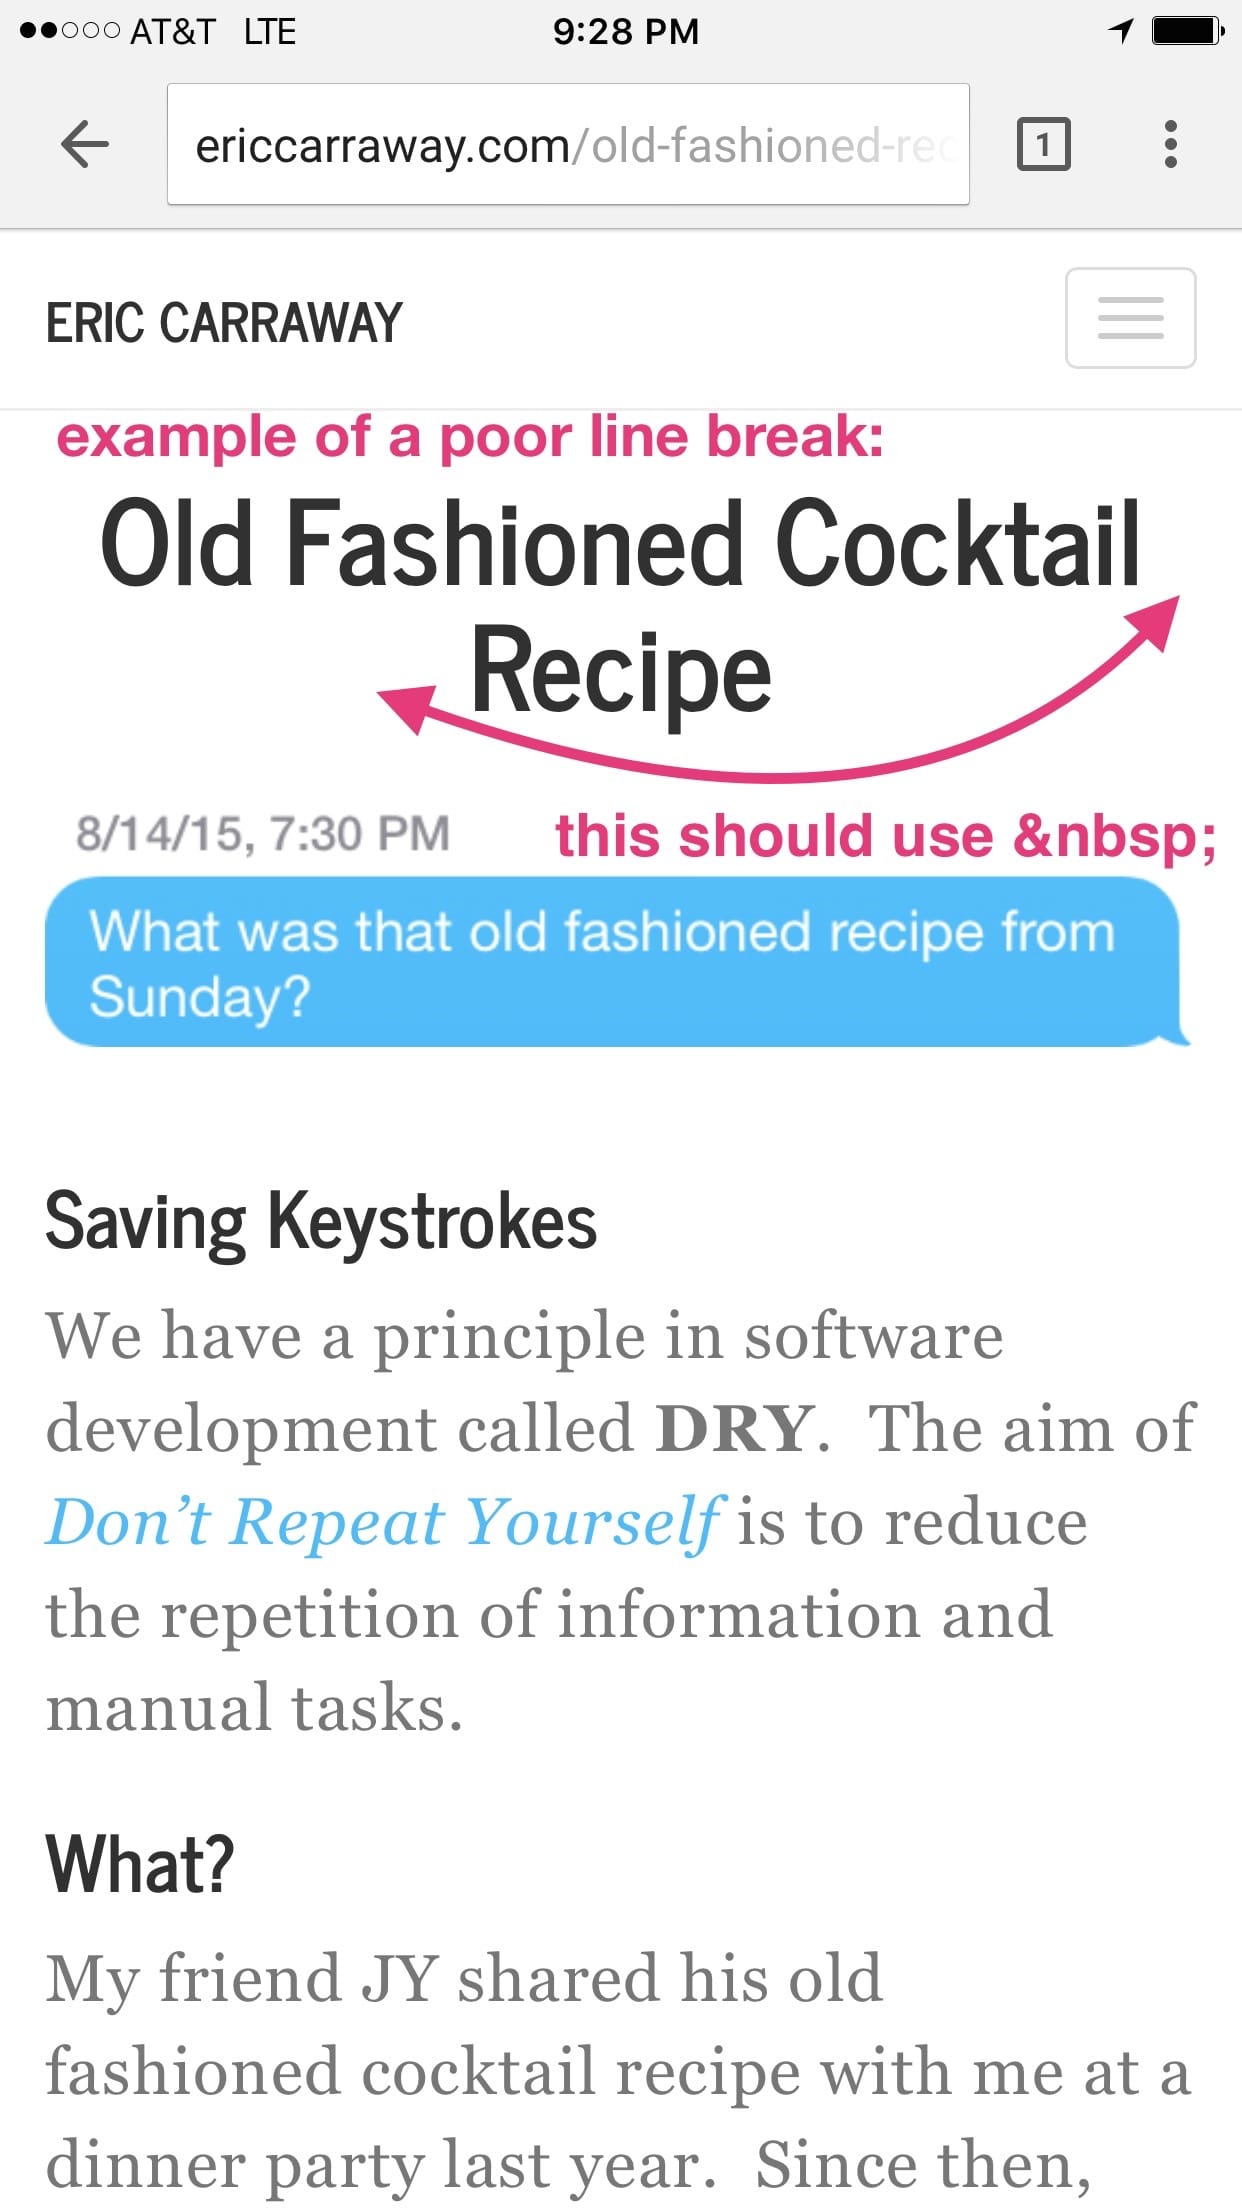 AT&T LTE 9:28 PM
ericcarraway.com/old-fashioned-rec
1
ERIC CARRAWAY
example of a poor line break:
Old Fashioned Cocktail
Recipe
8/14/15, 7:30 PM
this should use &nbsp;
What was that old fashioned recipe from
Sunday?
Saving Keystrokes
We have a principle in software
development called DRY.  The aim of
Don’t Repeat Yourself is to reduce
the repetition of information and
manual tasks.
What?
My friend JY shared his old
fashioned cocktail recipe with me at a
dinner party last year.  Since then,